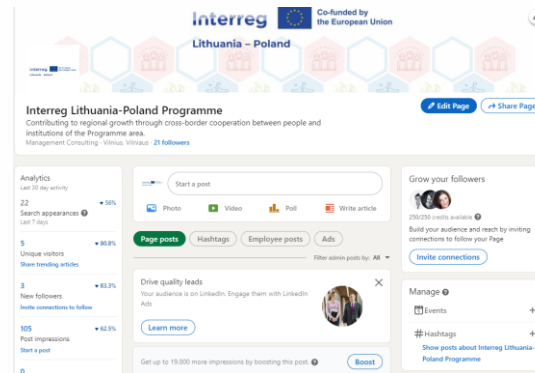 Interreg
Co-funded by
the European Union
Lithuania – Poland
Interreg Lithuania-Poland Programme
Edit Page
Share Page
Contributing to regional growth through cross-border cooperation between people and
institutions of the Programme area.
Management Consulting · Vilnius, Vilniaus · 21 followers
Analytics
Last 30 day activity
22
56%
Search appearances
Last 7 days
5
80.8%
Unique visitors
Share trending articles
3
83.3%
New followers
Invite connections to follow
105
62.5%
Post impressions
Start a post
0
Start a post
Photo
Video
Poll
Write article
Page posts
Hashtags
Employee posts
Ads
Filter admin posts by: All
Drive quality leads
Your audience is on LinkedIn. Engage them with LinkedIn
Ads
Learn more
Get up to 19,000 more impressions by boosting this post.
Boost
Grow your followers
250/250 credits available
Build your audience and reach by inviting
connections to follow your Page
Invite connections
Manage
Events
+
#Hashtags
+
Show posts about Interreg Lithuania-
Poland Programme